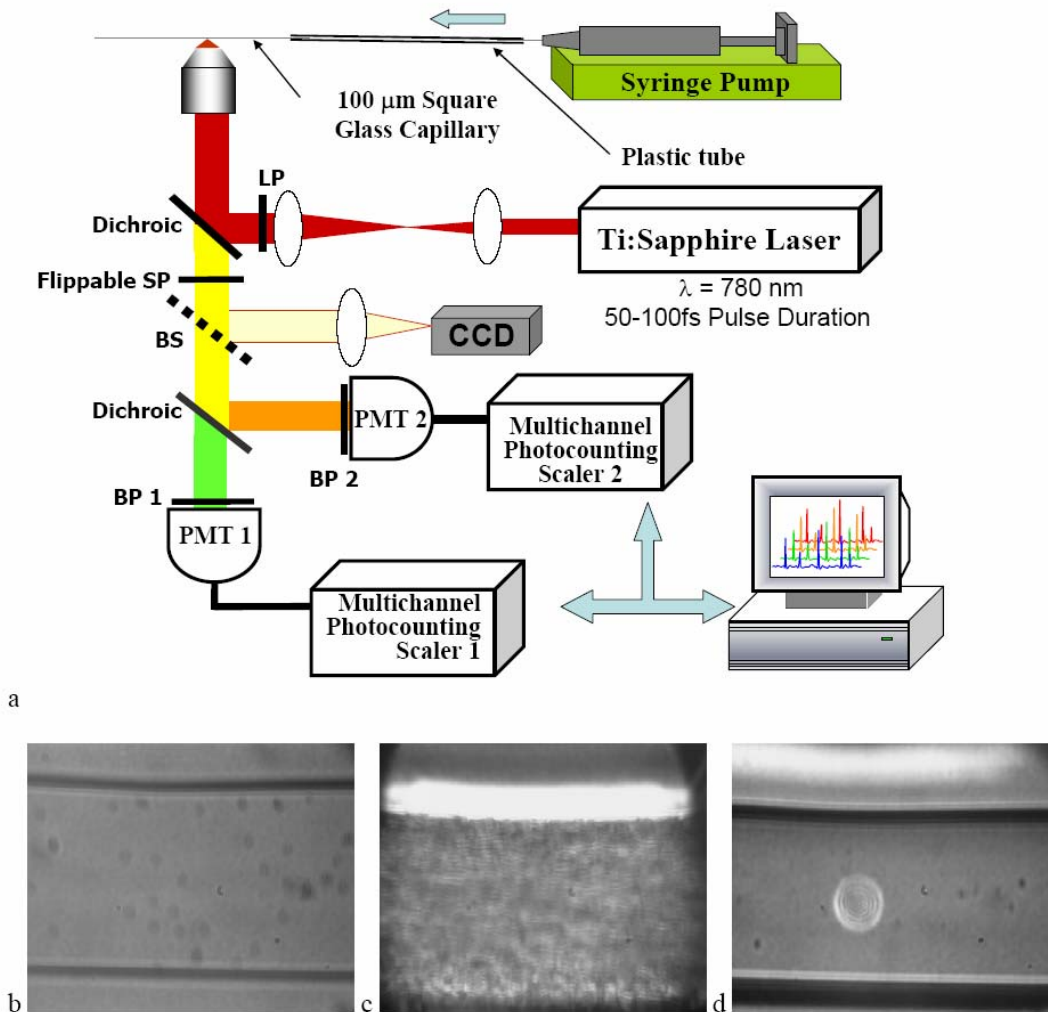 Syringe Pump
100 μm Square
Glass Capillary
Plastic tube
LP
Dichroic
Ti:Sapphire Laser
Flippable SP
λ = 780 nm
50-100fs Pulse Duration
BS
CCD
Dichroic
PMT 2
Multichannel
Photocounting
Scaler 2
BP 2
BP 1
PMT 1
Multichannel
Photocounting
Scaler 1
a
b
c
d